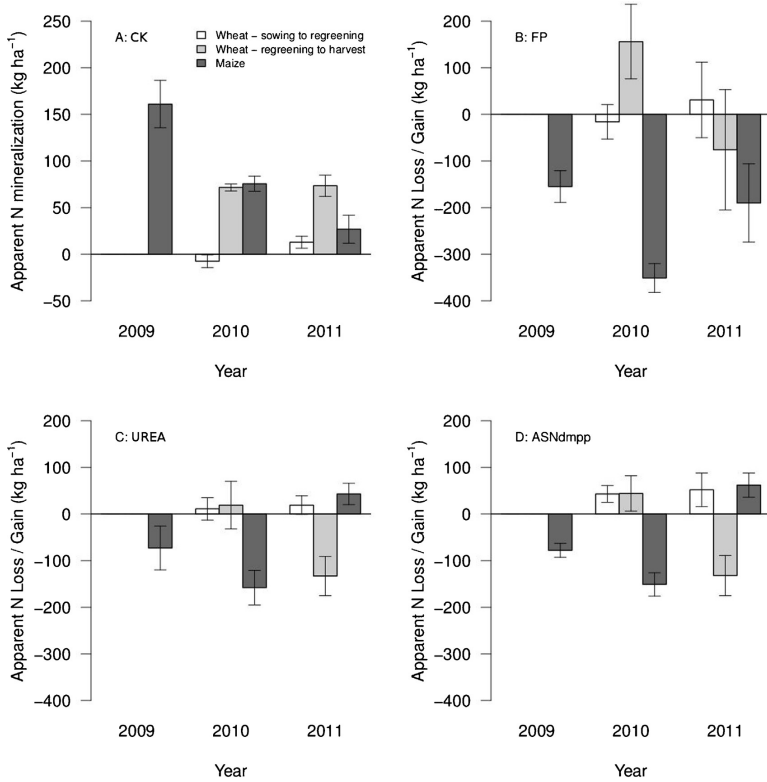 A: CK
Wheat – sowing to regreening
Wheat – regreening to harvest
Maize
Apparent N mineralization (kg ha⁻¹)
250
200
150
100
50
0
−50
2009 2010 2011
Year
B: FP
Apparent N Loss / Gain (kg ha⁻¹)
200
100
0
−100
−200
−300
−400
2009 2010 2011
Year
C: UREA
Apparent N Loss / Gain (kg ha⁻¹)
200
100
0
−100
−200
−300
−400
2009 2010 2011
Year
D: ASNdmpp
Apparent N Loss / Gain (kg ha⁻¹)
200
100
0
−100
−200
−300
−400
2009 2010 2011
Year